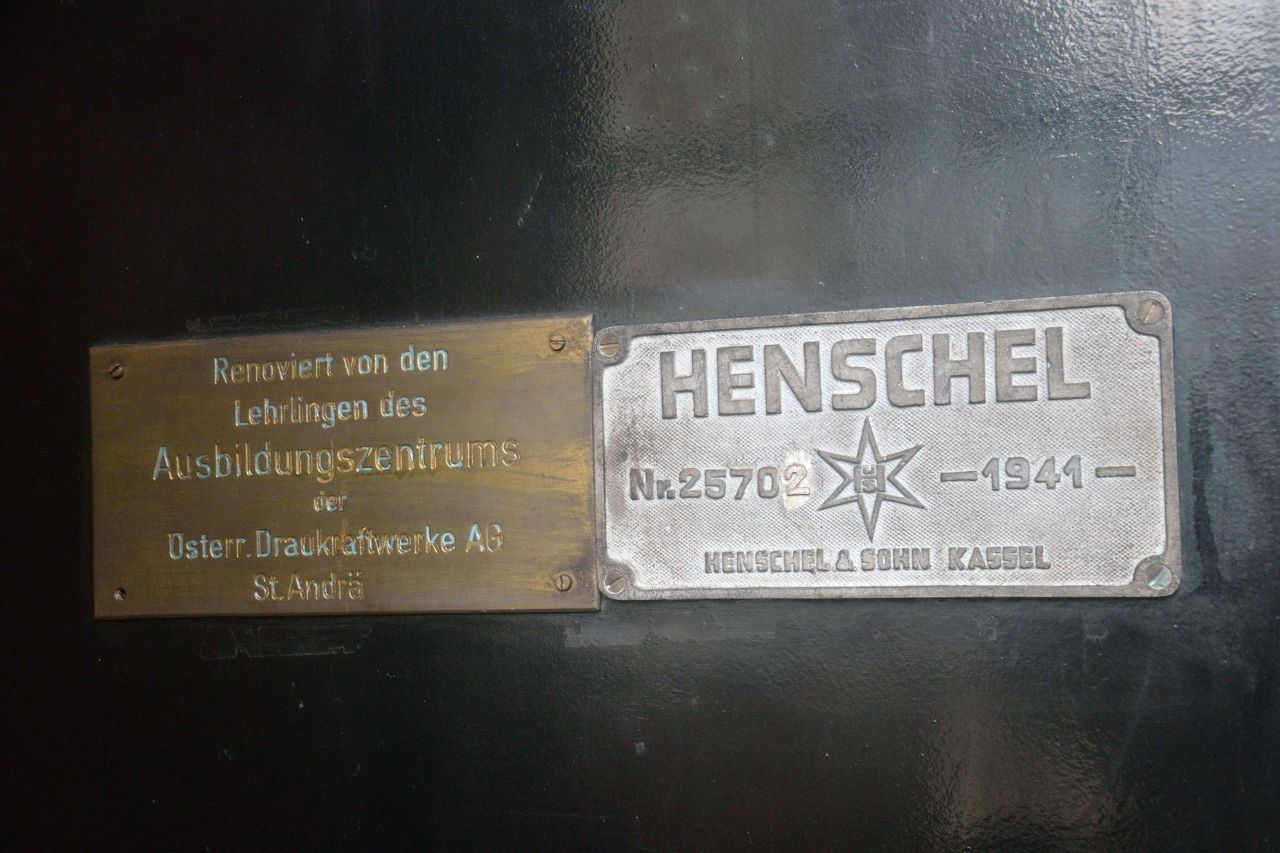 Renoviert von den
Lehrlingen des
Ausbildungszentrums
der
Österr. Draukraftwerke AG
St. Andrä
HENSCHEL
Nr. 25702 HS —1941—
HENSCHEL & SOHN KASSEL